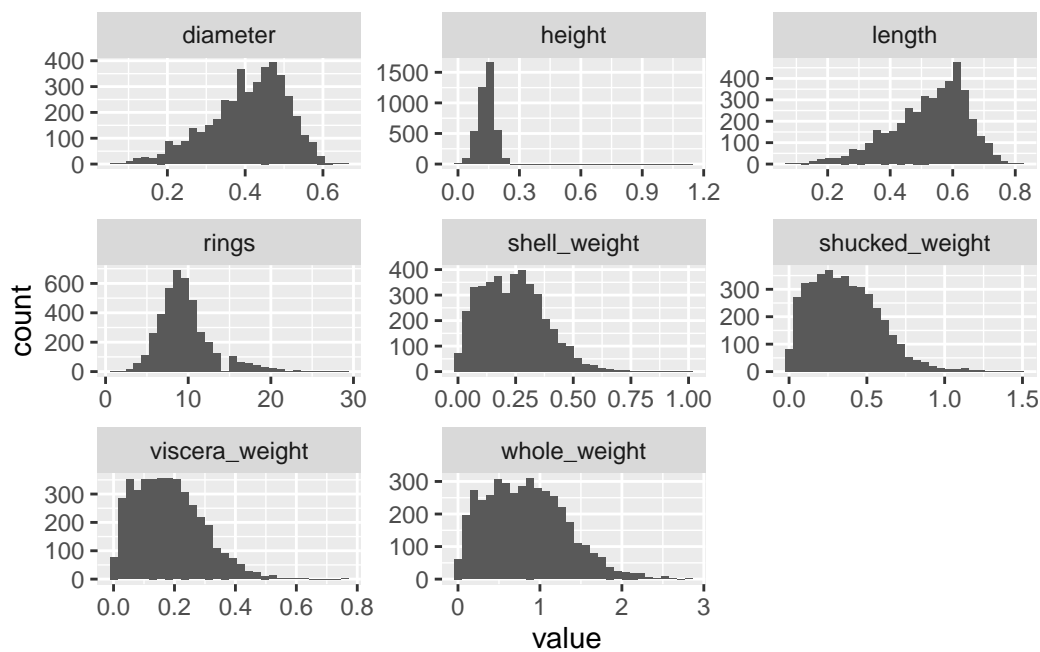 diameter
height
length
400
300
200
100
0
0.2 0.4 0.6
1500
1000
500
0
0.0 0.3 0.6 0.9 1.2
400
300
200
100
0
0.2 0.4 0.6 0.8
rings
shell_weight
shucked_weight
600
400
200
0
0 10 20 30
400
300
200
100
0
0.00 0.25 0.50 0.75 1.00
300
200
100
0
0.0 0.5 1.0 1.5
viscera_weight
whole_weight
300
200
100
0
0.0 0.2 0.4 0.6 0.8
300
200
100
0
0 1 2 3
count
value